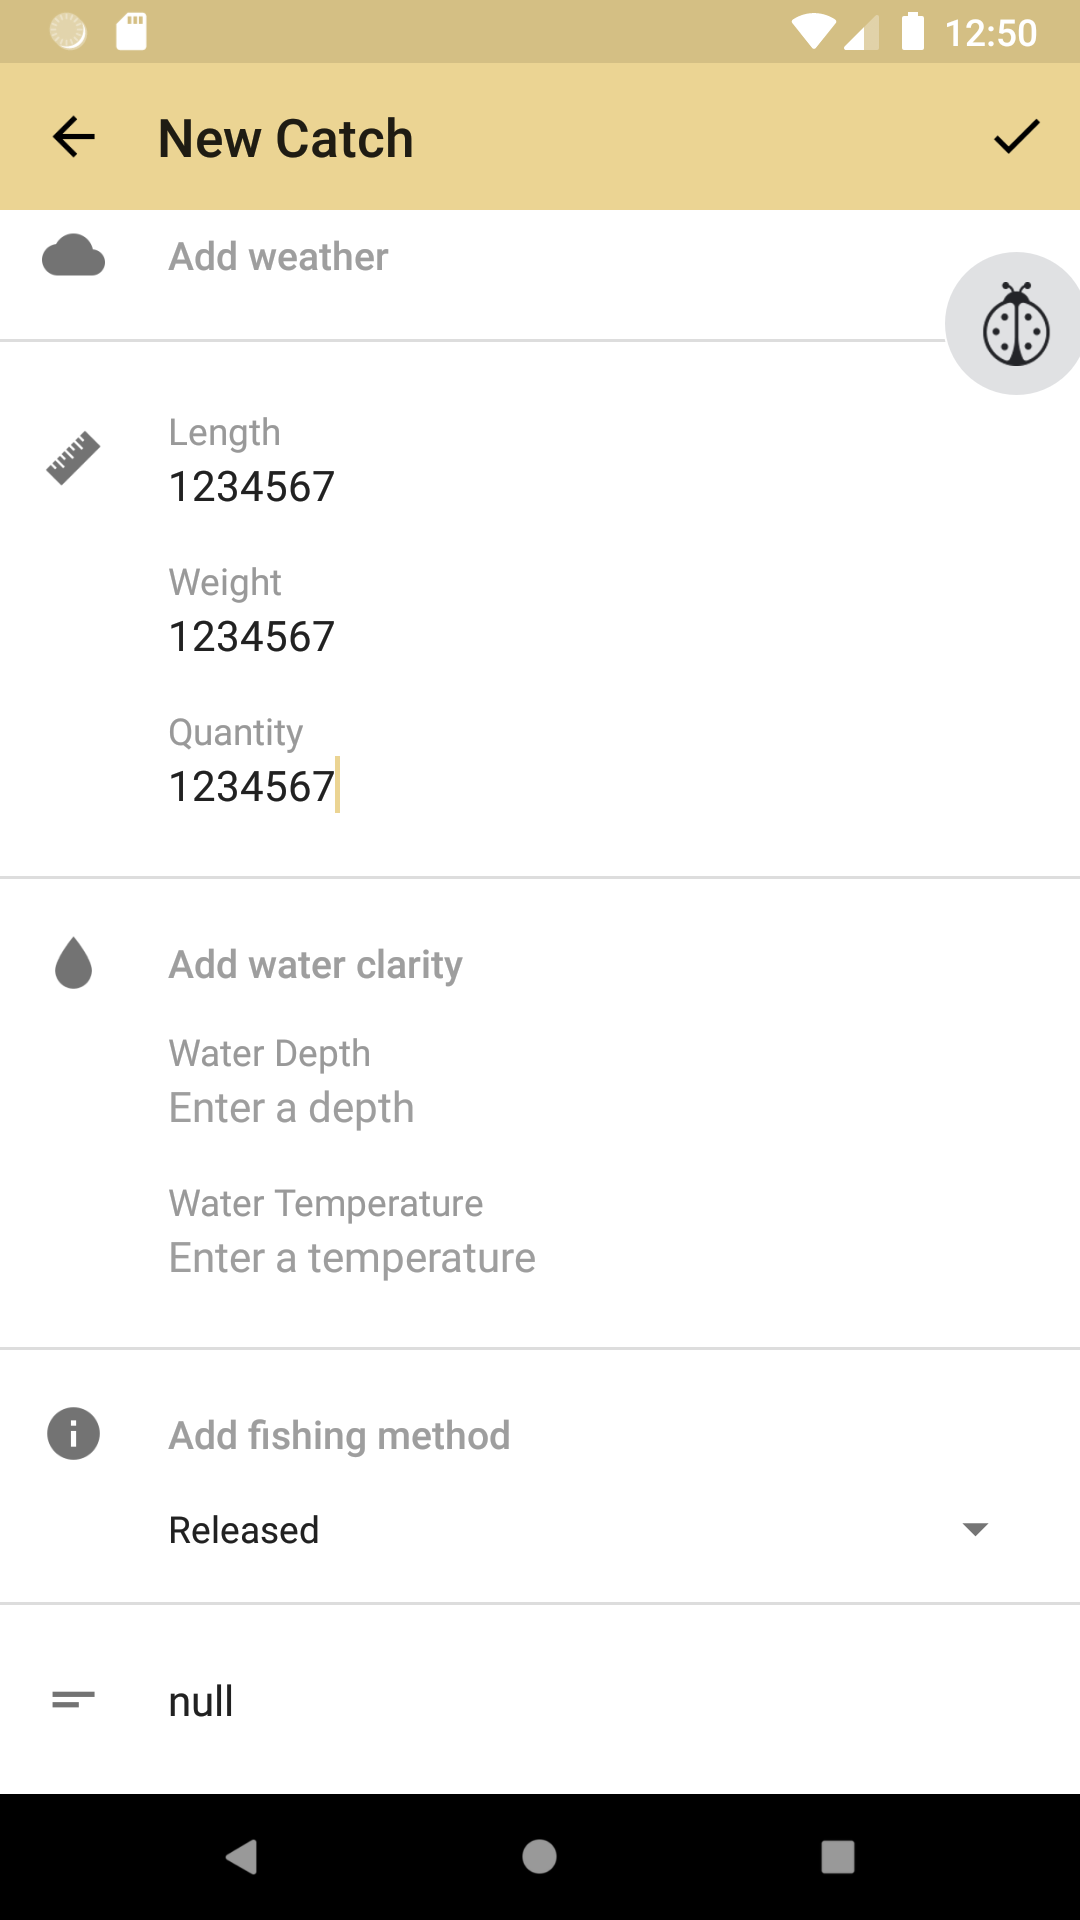 12:50
New Catch
Add weather
Length
1234567
Weight
1234567
Quantity
1234567
Add water clarity
Water Depth
Enter a depth
Water Temperature
Enter a temperature
Add fishing method
Released
null